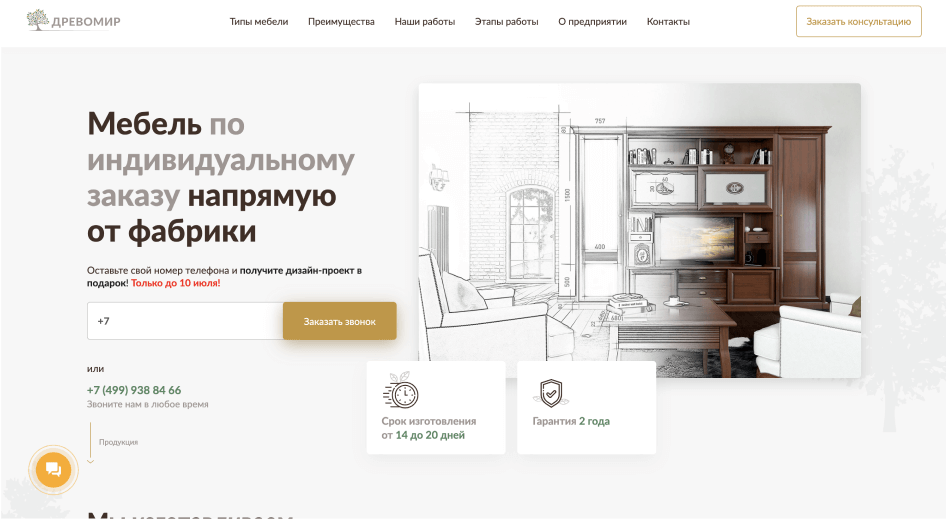 ДРЕВОМИР
Типы мебели Преимущества Наши работы Этапы работы О предприятии Контакты
Заказать консультацию
Мебель по
индивидуальному
заказу напрямую
от фабрики
Оставьте свой номер телефона и получите дизайн-проект в
подарок! Только до 10 июля!
+7
Заказать звонок
или
+7 (499) 938 84 66
Звоните нам в любое время
Продукция
757
1500
60
30
400
500
Срок изготовления
от 14 до 20 дней
Гарантия 2 года